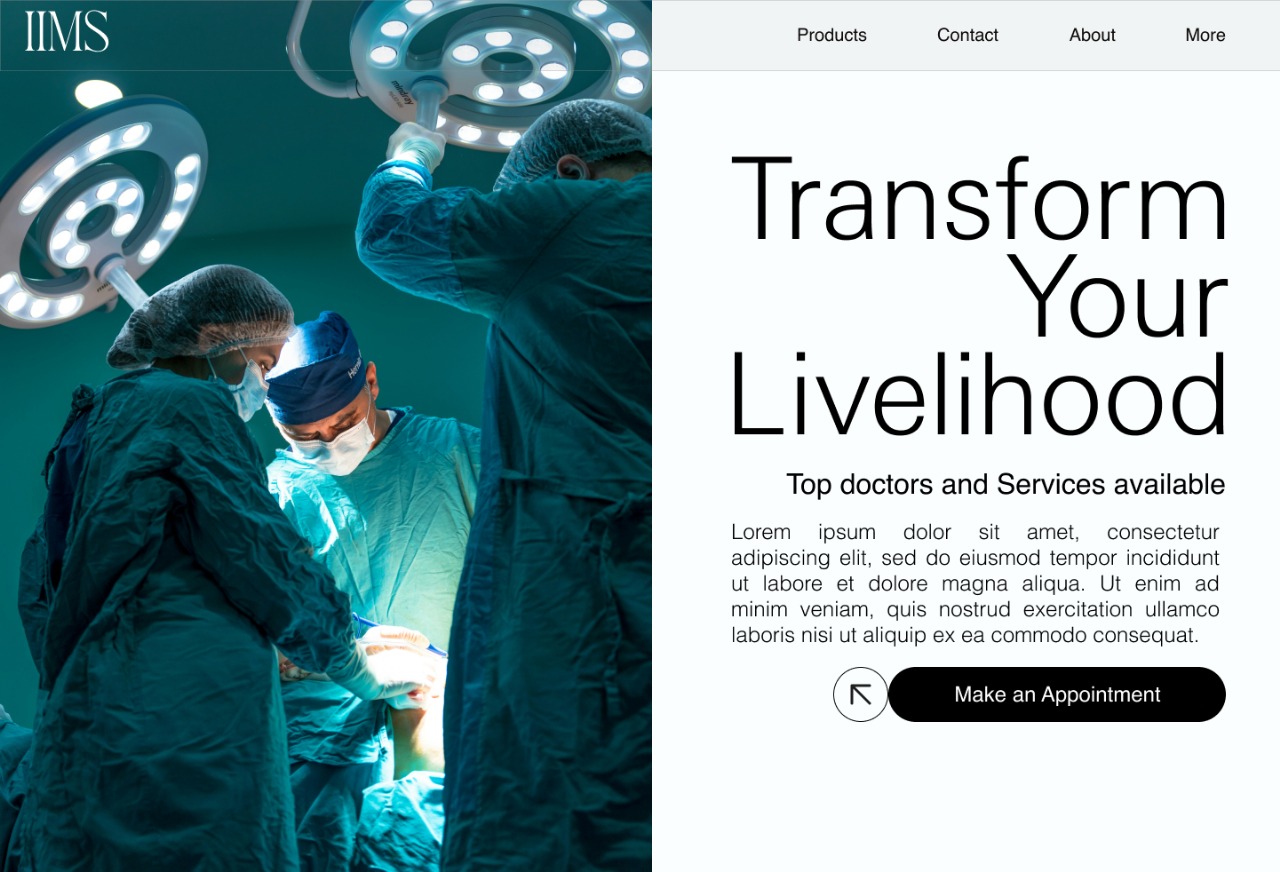 IIMS
Products Contact About More
mindray
Transform
Your
Livelihood
Top doctors and Services available
Lorem ipsum dolor sit amet, consectetur
adipiscing elit, sed do eiusmod tempor incididunt
ut labore et dolore magna aliqua. Ut enim ad
minim veniam, quis nostrud exercitation ullamco
laboris nisi ut aliquip ex ea commodo consequat.
Make an Appointment